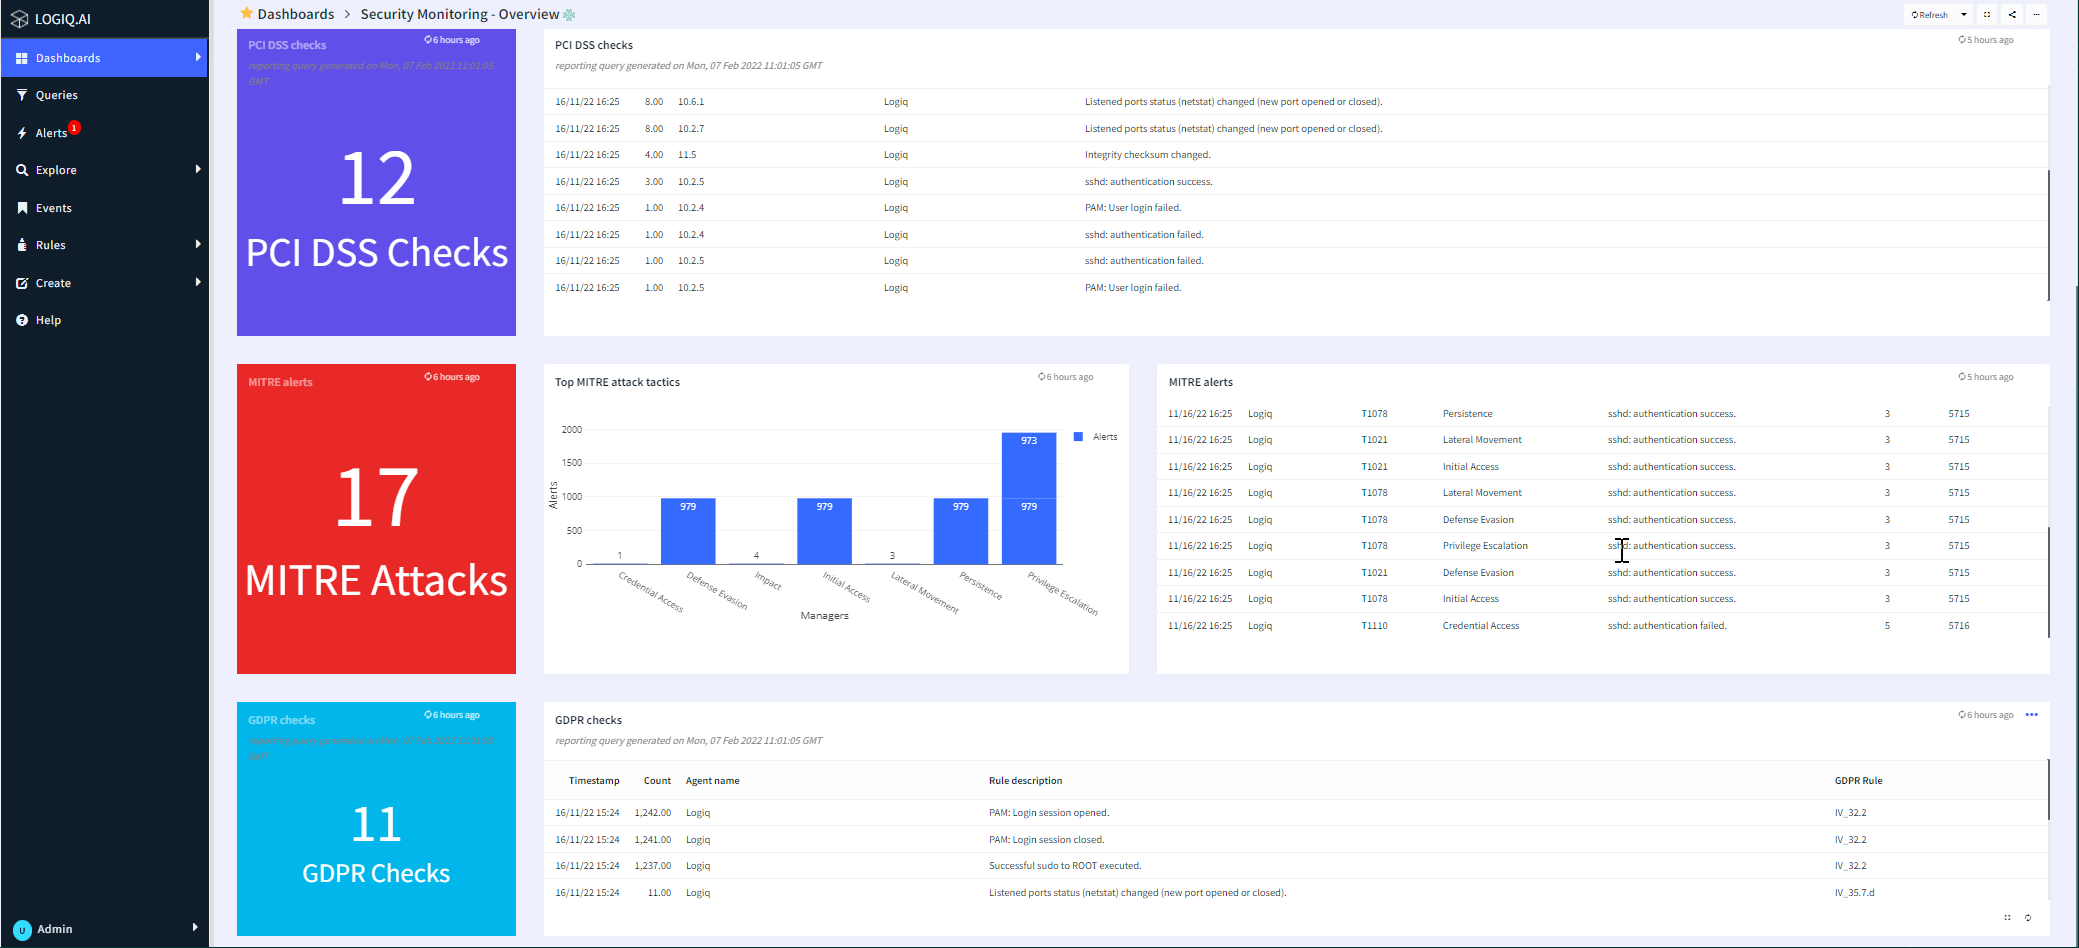 LOGIQ.AI
Dashboards
Queries
Alerts 1
Explore
Events
Rules
Create
Help
U Admin
Dashboards > Security Monitoring - Overview
Refresh
PCI DSS checks 6 hours ago
reporting query generated on Mon, 07 Feb 2022 11:01:05
GMT
12
PCI DSS Checks
PCI DSS checks 5 hours ago
reporting query generated on Mon, 07 Feb 2022 11:01:05 GMT
16/11/22 16:25 8.00 10.6.1 Logiq Listened ports status (netstat) changed (new port opened or closed).
16/11/22 16:25 8.00 10.2.7 Logiq Listened ports status (netstat) changed (new port opened or closed).
16/11/22 16:25 4.00 11.5 Logiq Integrity checksum changed.
16/11/22 16:25 3.00 10.2.5 Logiq sshd: authentication success.
16/11/22 16:25 1.00 10.2.4 Logiq PAM: User login failed.
16/11/22 16:25 1.00 10.2.4 Logiq sshd: authentication failed.
16/11/22 16:25 1.00 10.2.5 Logiq sshd: authentication failed.
16/11/22 16:25 1.00 10.2.5 Logiq PAM: User login failed.
MITRE alerts 6 hours ago
17
MITRE Attacks
Top MITRE attack tactics 6 hours ago
Alerts
2000
1500
1000
500
0
Alerts
1
979
4
979
3
979
973
979
Credential Access
Defense Evasion
Impact
Initial Access
Lateral Movement
Persistence
Privilege Escalation
Managers
MITRE alerts 5 hours ago
11/16/22 16:25 Logiq T1078 Persistence sshd: authentication success. 3 5715
11/16/22 16:25 Logiq T1021 Lateral Movement sshd: authentication success. 3 5715
11/16/22 16:25 Logiq T1021 Initial Access sshd: authentication success. 3 5715
11/16/22 16:25 Logiq T1078 Lateral Movement sshd: authentication success. 3 5715
11/16/22 16:25 Logiq T1078 Defense Evasion sshd: authentication success. 3 5715
11/16/22 16:25 Logiq T1078 Privilege Escalation sshd: authentication success. 3 5715
11/16/22 16:25 Logiq T1021 Defense Evasion sshd: authentication success. 3 5715
11/16/22 16:25 Logiq T1078 Initial Access sshd: authentication success. 3 5715
11/16/22 16:25 Logiq T1110 Credential Access sshd: authentication failed. 5 5716
GDPR checks 6 hours ago
11
GDPR Checks
GDPR checks 6 hours ago
reporting query generated on Mon, 07 Feb 2022 11:01:05 GMT
Timestamp Count Agent name Rule description GDPR Rule
16/11/22 15:24 1,242.00 Logiq PAM: Login session opened. IV_32.2
16/11/22 15:24 1,241.00 Logiq PAM: Login session closed. IV_32.2
16/11/22 15:24 1,237.00 Logiq Successful sudo to ROOT executed. IV_32.2
16/11/22 15:24 11.00 Logiq Listened ports status (netstat) changed (new port opened or closed). IV_35.7.d